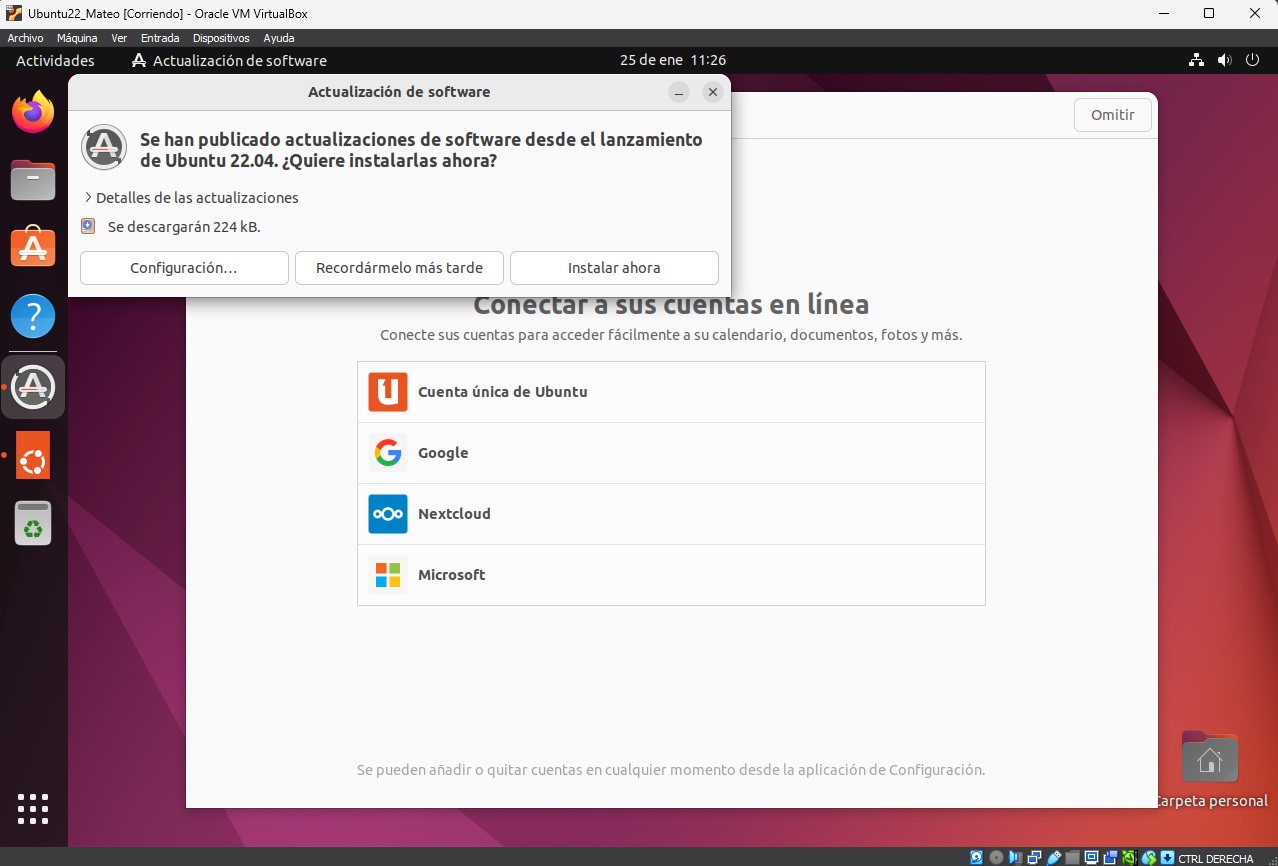 Ubuntu22_Mateo [Corriendo] - Oracle VM VirtualBox
Archivo Máquina Ver Entrada Dispositivos Ayuda
Actividades Actualización de software 25 de ene 11:26
Actualización de software
Se han publicado actualizaciones de software desde el lanzamiento
de Ubuntu 22.04. ¿Quiere instalarlas ahora?
Detalles de las actualizaciones
Se descargarán 224 kB.
Configuración… Recordármelo más tarde Instalar ahora
Omitir
Conectar a sus cuentas en línea
Conecte sus cuentas para acceder fácilmente a su calendario, documentos, fotos y más.
Cuenta única de Ubuntu
Google
Nextcloud
Microsoft
Se pueden añadir o quitar cuentas en cualquier momento desde la aplicación de Configuración.
Carpeta personal
CTRL DERECHA